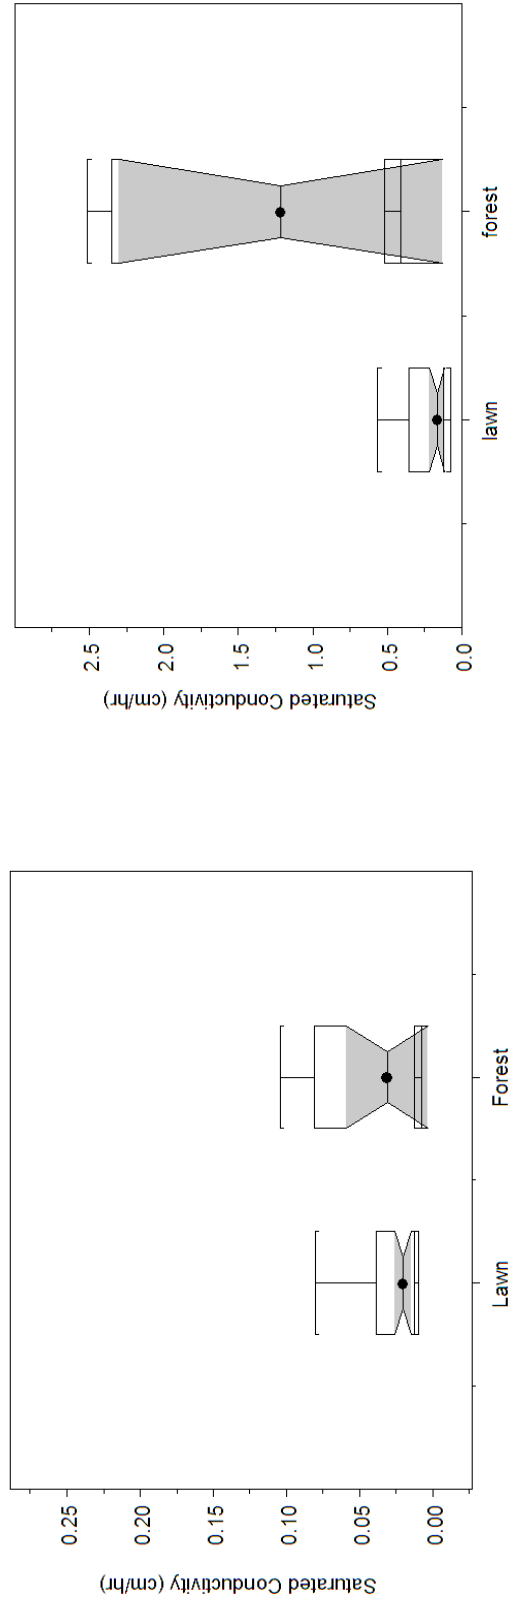 Saturated Conductivity (cm/hr)
0.25
0.20
0.15
0.10
0.05
0.00
Lawn
Forest
Saturated Conductivity (cm/hr)
2.5
2.0
1.5
1.0
0.5
0.0
lawn
forest